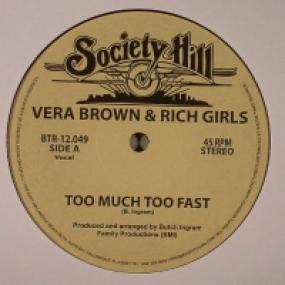 Society Hill
VERA BROWN & RICH GIRLS
BTR-12.049
SIDE A
Vocal
45 RPM
STEREO
TOO MUCH TOO FAST
(B. Ingram)
Produced and arranged by Butch Ingram
Family Productions (BMI)